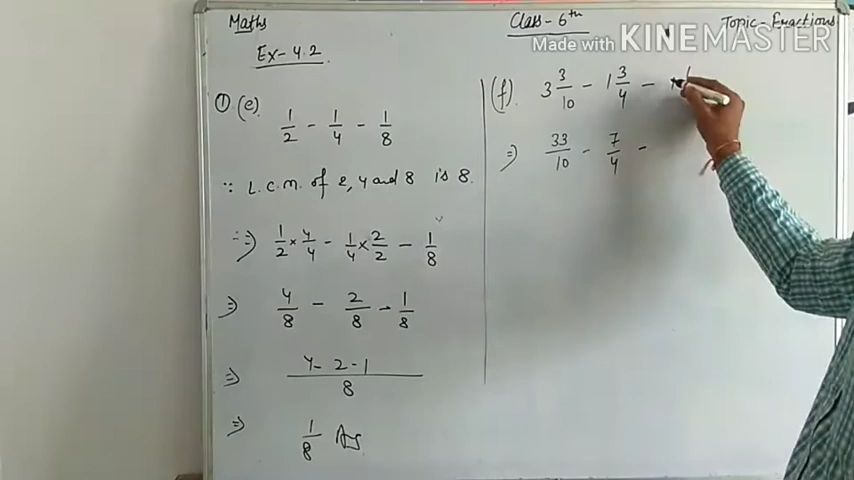 Maths Class - 6th Topic - Fractions
Made with KINEMASTER
Ex - 4.2
① (e) 1/2 - 1/4 - 1/8
∵ L.C.M. of 2, 4 and 8 is 8.
∴ ⇒ 1/2 × 4/4 - 1/4 × 2/2 - 1/8
⇒ 4/8 - 2/8 - 1/8
⇒ 4 - 2 - 1 / 8
⇒ 1/8 Ans
(f). 3 3/10 - 1 3/4 -
⇒ 33/10 - 7/4 -